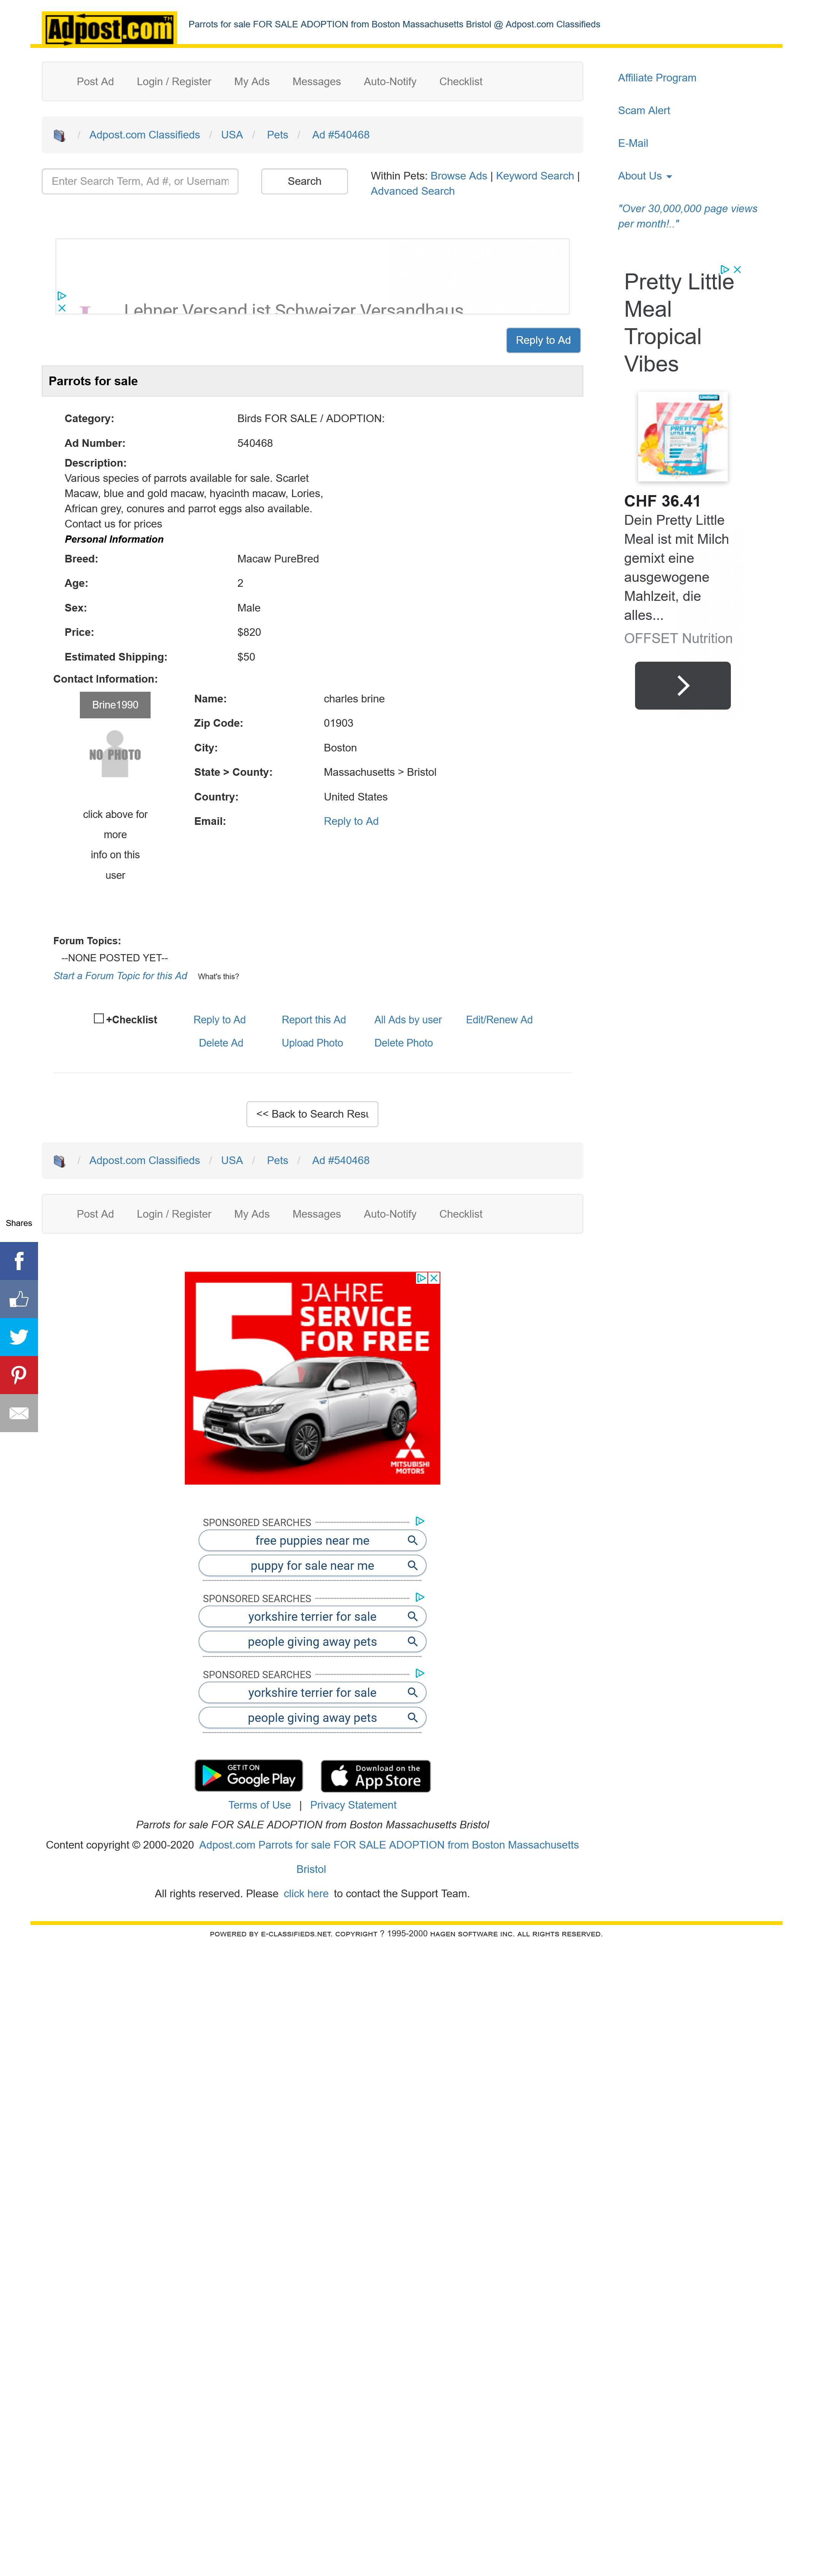 Adpost.com TM
Parrots for sale FOR SALE ADOPTION from Boston Massachusetts Bristol @ Adpost.com Classifieds
Post Ad Login / Register My Ads Messages Auto-Notify Checklist
/ Adpost.com Classifieds / USA / Pets / Ad #540468
Enter Search Term, Ad #, or Usernam
Search
Within Pets: Browse Ads | Keyword Search |
Advanced Search
Affiliate Program
Scam Alert
E-Mail
About Us
"Over 30,000,000 page views
per month!.."
Lehner Versand ist Schweizer Versandhaus
Reply to Ad
Parrots for sale
Category: Birds FOR SALE / ADOPTION:
Ad Number: 540468
Description:
Various species of parrots available for sale. Scarlet
Macaw, blue and gold macaw, hyacinth macaw, Lories,
African grey, conures and parrot eggs also available.
Contact us for prices
Personal Information
Breed: Macaw PureBred
Age: 2
Sex: Male
Price: $820
Estimated Shipping: $50
Contact Information:
Brine1990
NO PHOTO
click above for
more
info on this
user
Name: charles brine
Zip Code: 01903
City: Boston
State > County: Massachusetts > Bristol
Country: United States
Email: Reply to Ad
Pretty Little
Meal
Tropical
Vibes
PRETTY
LITTLE MEAL
CHF 36.41
Dein Pretty Little
Meal ist mit Milch
gemixt eine
ausgewogene
Mahlzeit, die
alles...
OFFSET Nutrition
Forum Topics:
--NONE POSTED YET--
Start a Forum Topic for this Ad What's this?
+Checklist Reply to Ad Report this Ad All Ads by user Edit/Renew Ad
Delete Ad Upload Photo Delete Photo
<< Back to Search Resu
/ Adpost.com Classifieds / USA / Pets / Ad #540468
Post Ad Login / Register My Ads Messages Auto-Notify Checklist
Shares
5 JAHRE
SERVICE
FOR FREE
MITSUBISHI
MOTORS
SPONSORED SEARCHES
free puppies near me
puppy for sale near me
SPONSORED SEARCHES
yorkshire terrier for sale
people giving away pets
SPONSORED SEARCHES
yorkshire terrier for sale
people giving away pets
GET IT ON
Google Play
Download on the
App Store
Terms of Use | Privacy Statement
Parrots for sale FOR SALE ADOPTION from Boston Massachusetts Bristol
Content copyright © 2000-2020 Adpost.com Parrots for sale FOR SALE ADOPTION from Boston Massachusetts
Bristol
All rights reserved. Please click here to contact the Support Team.
POWERED BY E-CLASSIFIEDS.NET. COPYRIGHT ? 1995-2000 HAGEN SOFTWARE INC. ALL RIGHTS RESERVED.